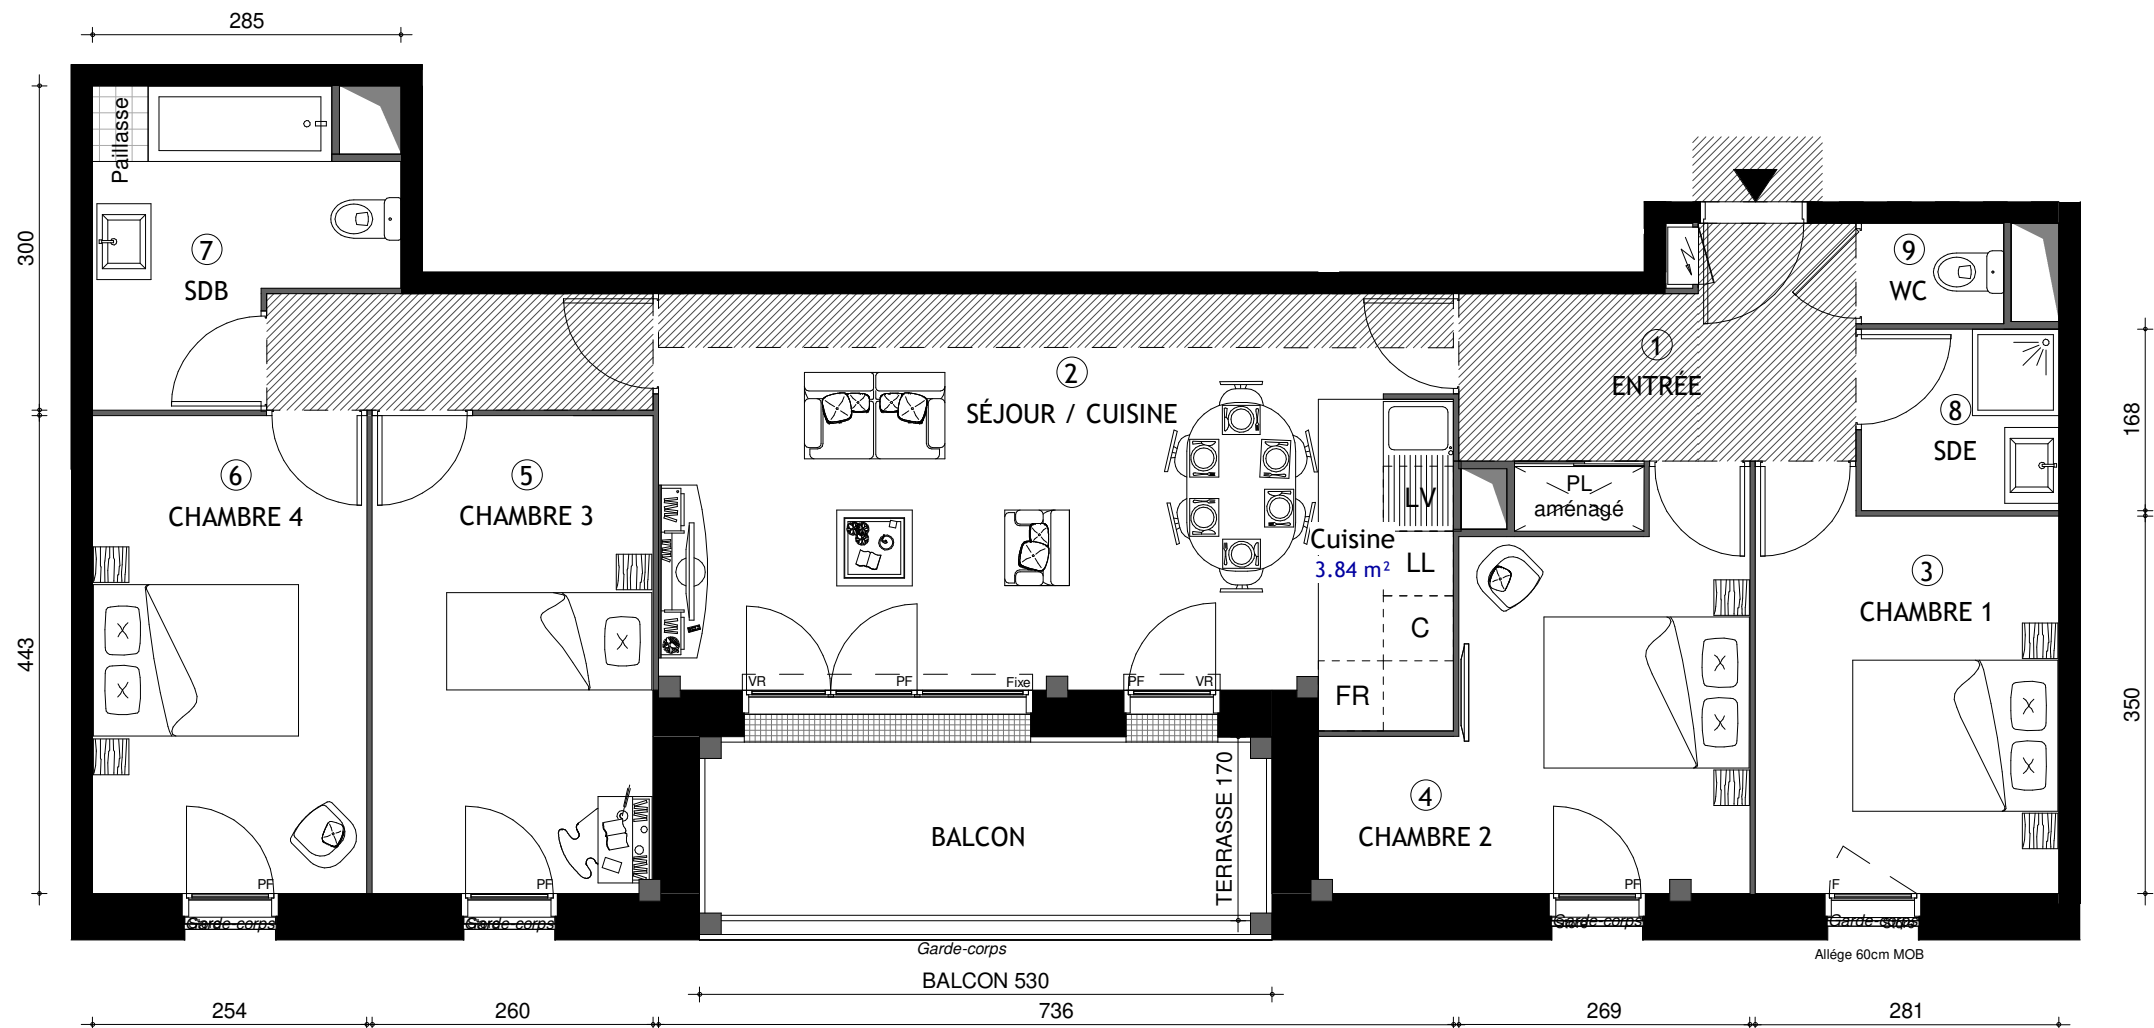 285
Paillasse
300
7
SDB
9
WC
1
ENTRÉE
2
SÉJOUR / CUISINE
8
SDE
168
6
CHAMBRE 4
5
CHAMBRE 3
LV
PL
aménagé
Cuisine
3.84 m²
LL
3
CHAMBRE 1
C
443
VR
PF
Fixe
PF
VR
FR
350
TERRASSE 170
4
CHAMBRE 2
BALCON
PF
PF
PF
F
Garde-corps
Garde-corps
Garde-corps
Garde-corps
Garde-corps
Allége 60cm MOB
BALCON 530
254
260
736
269
281